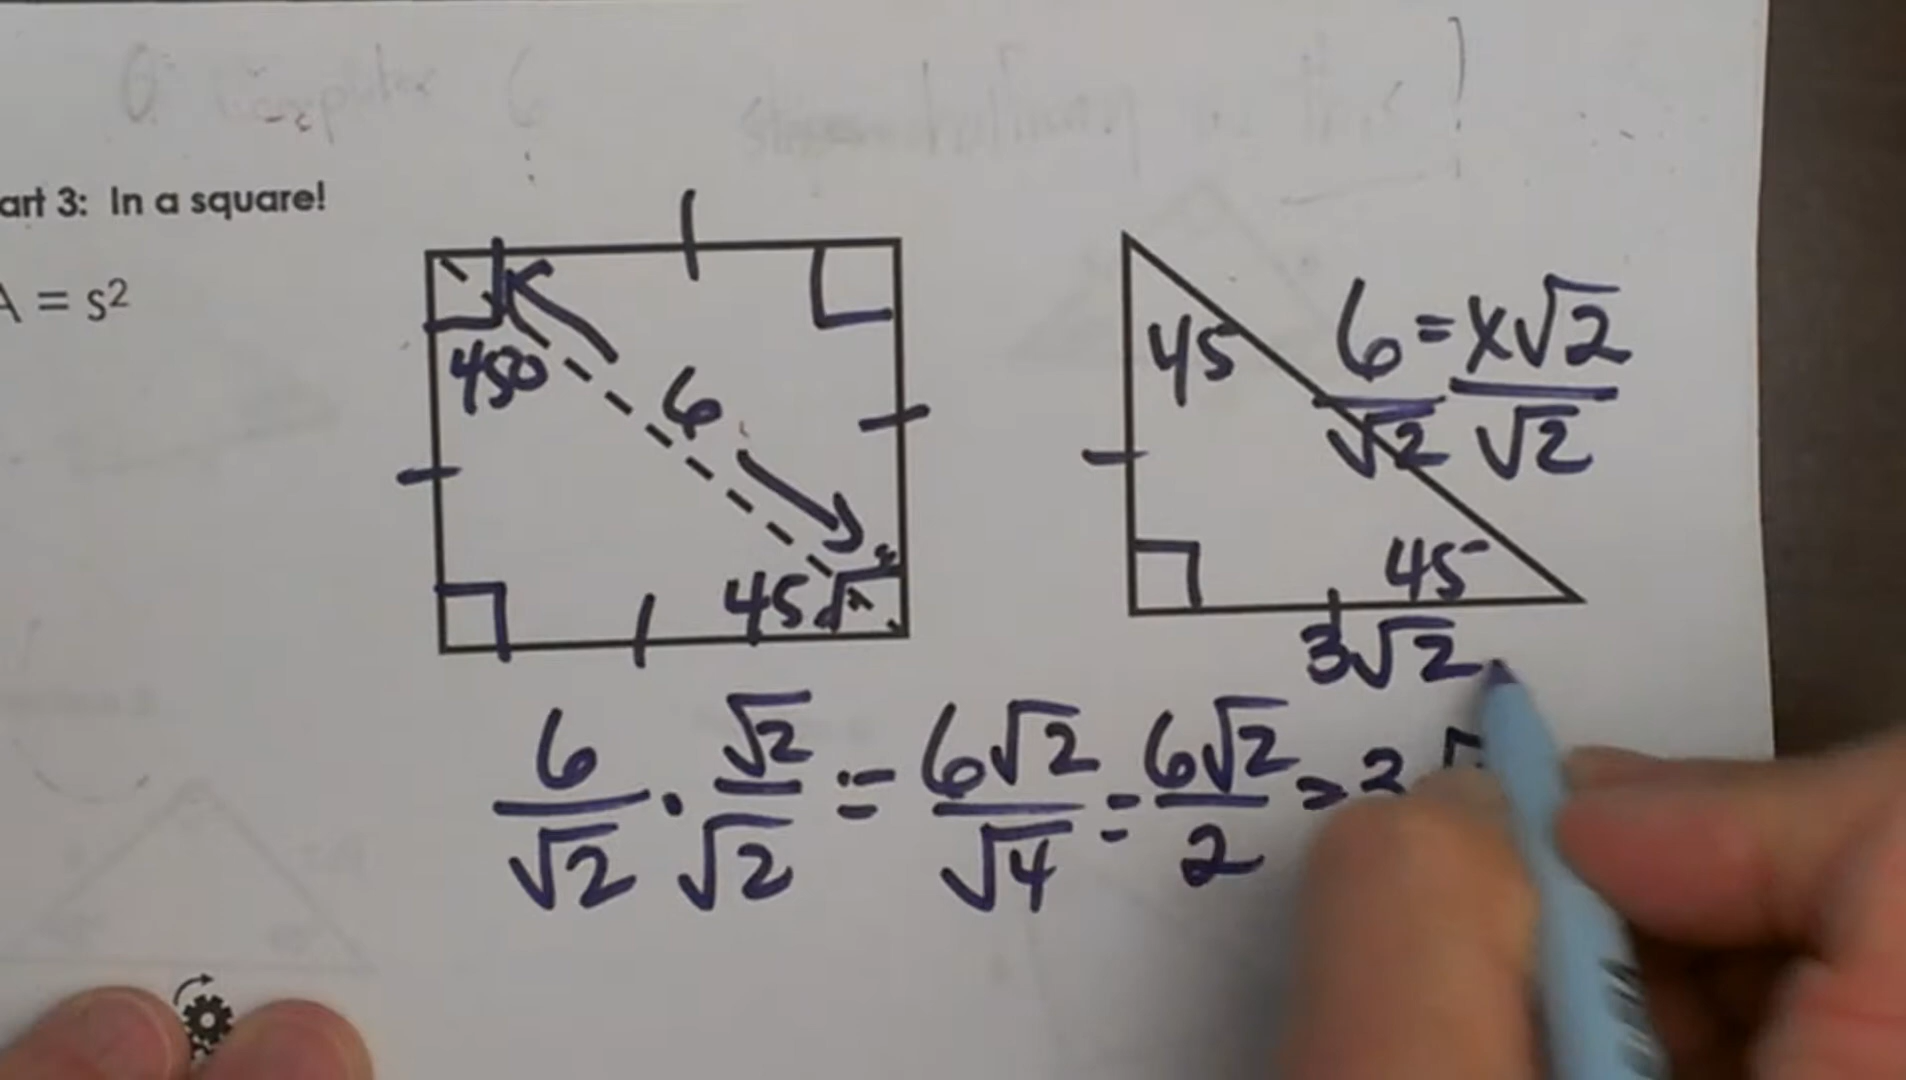 art 3: In a square!
A = s²
45°
6
45
45
6 = x√2
√2 √2
45
3√2
6/√2 · √2/√2 = 6√2/√4 = 6√2/2 = 3